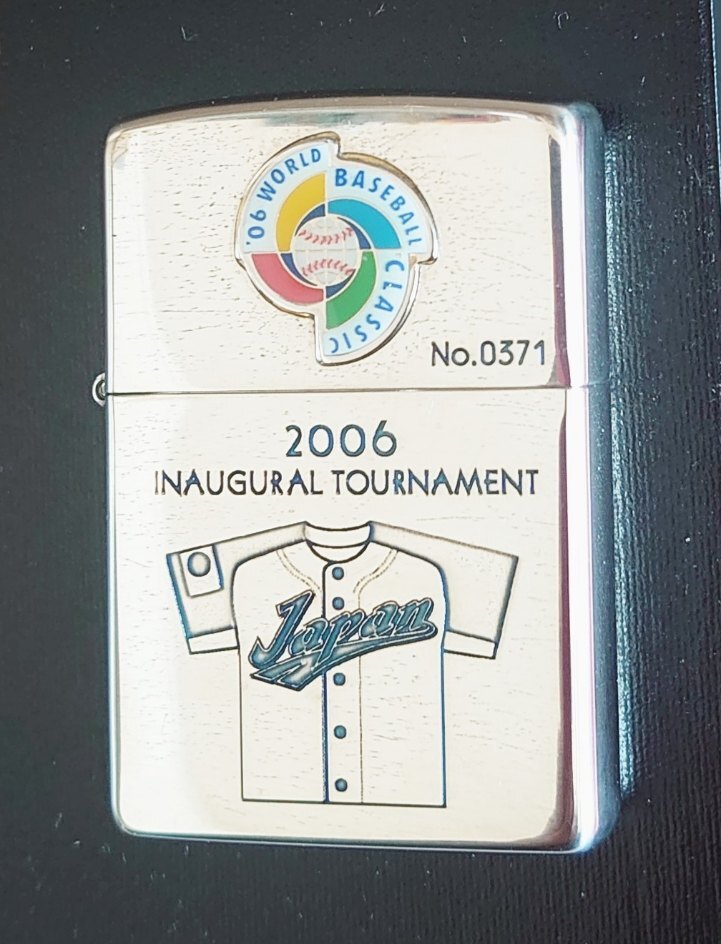 '06 WORLD BASEBALL CLASSIC
No.0371
2006
INAUGURAL TOURNAMENT
Japan